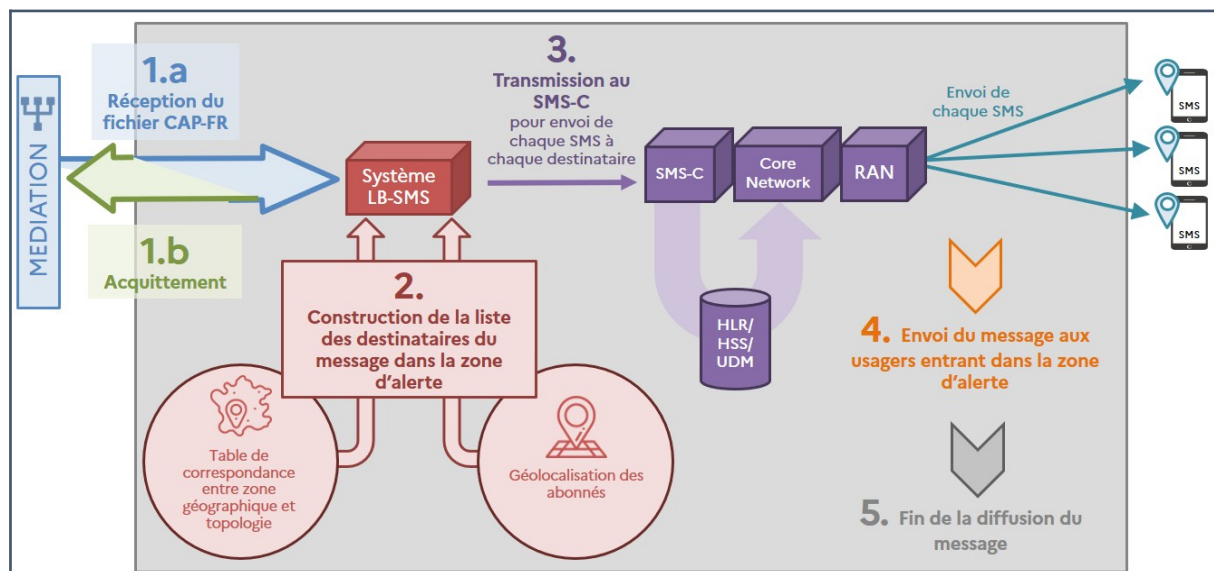 MEDIATION
1.a
Réception du
fichier CAP-FR
1.b
Acquittement
Système
LB-SMS
2.
Construction de la liste
des destinataires du
message dans la zone
d'alerte
Table de
correspondance
entre zone
géographique et
topologie
Géolocalisation des
abonnés
3.
Transmission au
SMS-C
pour envoi de
chaque SMS à
chaque destinataire
SMS-C
Core
Network
RAN
HLR/
HSS/
UDM
Envoi de
chaque SMS
SMS
SMS
SMS
4. Envoi du message aux
usagers entrant dans la zone
d'alerte
5. Fin de la diffusion du
message